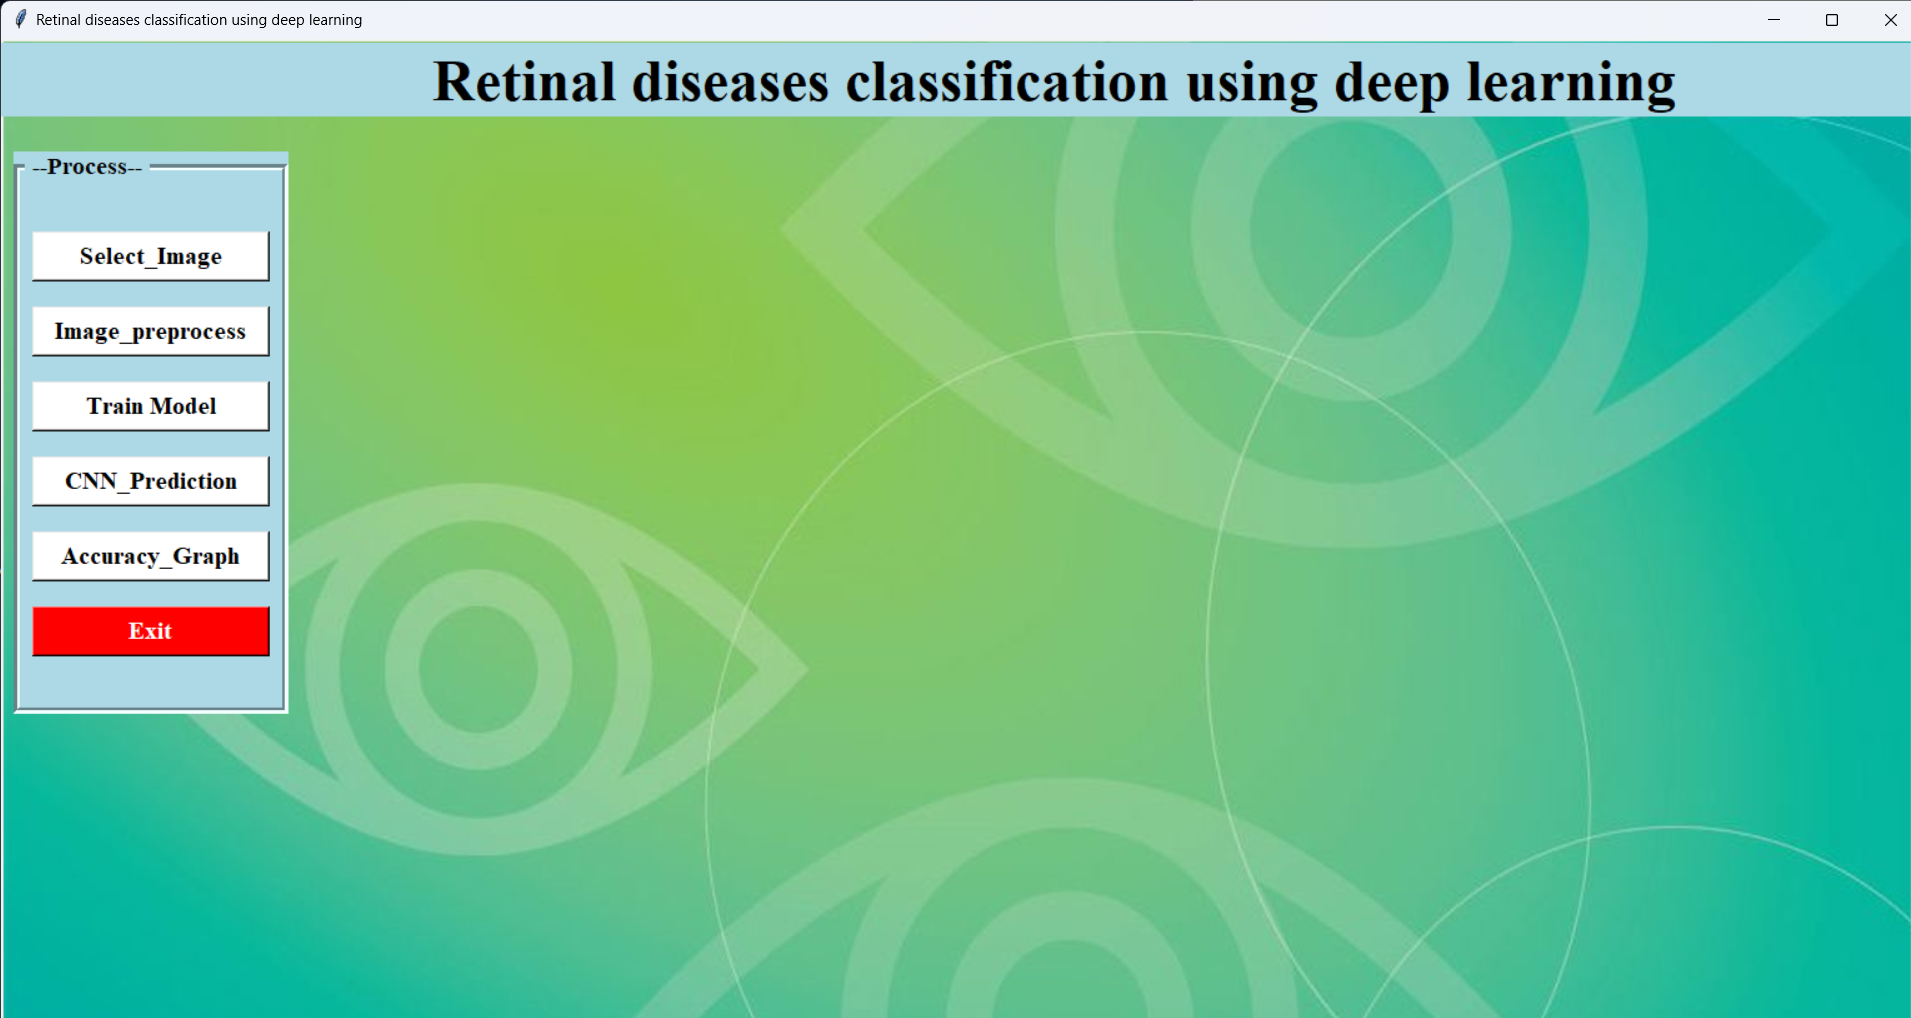 Retinal diseases classification using deep learning
Retinal diseases classification using deep learning
--Process--
Select_Image
Image_preprocess
Train Model
CNN_Prediction
Accuracy_Graph
Exit